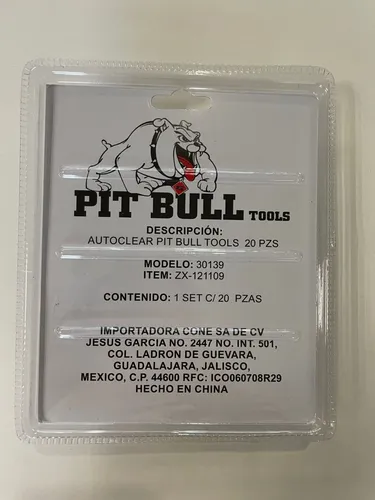 PIT BULL TOOLS
DESCRIPCIÓN:
AUTOCLEAR PIT BULL TOOLS 20 PZS
MODELO: 30139
ITEM: ZX-121109
CONTENIDO: 1 SET C/ 20 PZAS
IMPORTADORA CONE SA DE CV
JESUS GARCIA NO. 2447 NO. INT. 501,
COL. LADRON DE GUEVARA,
GUADALAJARA, JALISCO,
MEXICO, C.P. 44600 RFC: ICO060708R29
HECHO EN CHINA